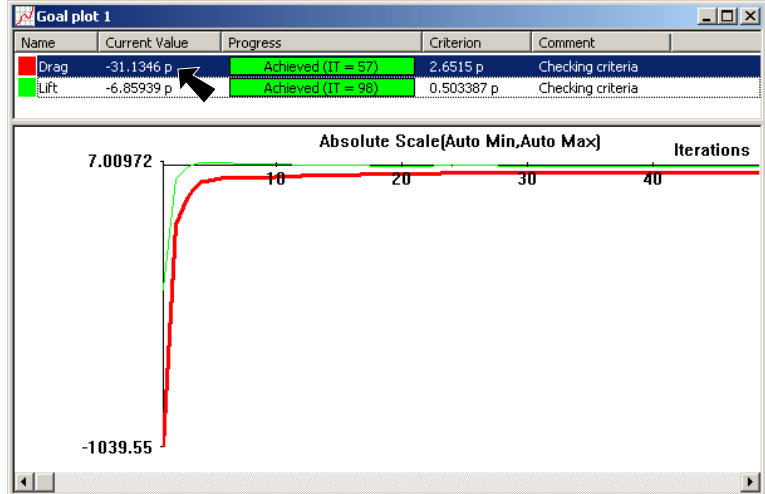 Goal plot 1
Name Current Value Progress Criterion Comment
Drag -31.1346 p Achieved (IT = 57) 2.6515 p Checking criteria
Lift -6.85939 p Achieved (IT = 98) 0.503387 p Checking criteria
Absolute Scale(Auto Min,Auto Max) Iterations
7.00972
10 20 30 40
-1039.55